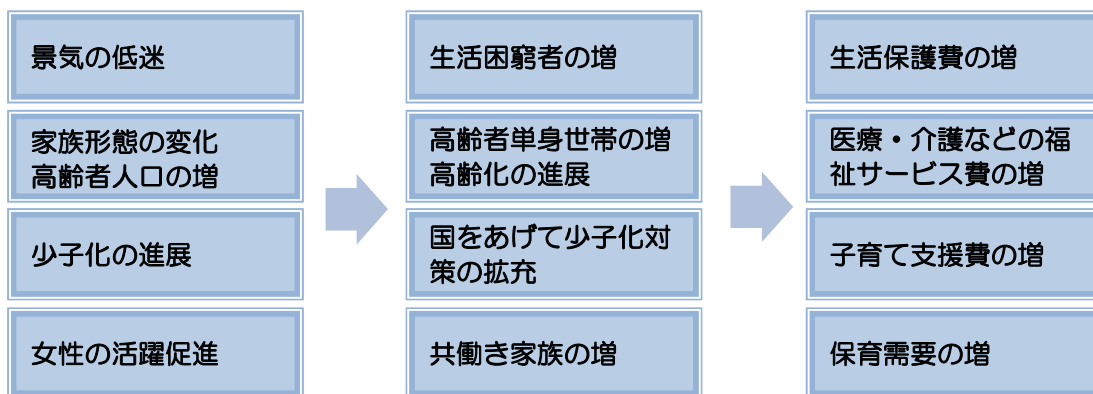 景気の低迷
生活困窮者の増
生活保護費の増
家族形態の変化
高齢者人口の増
高齢者単身世帯の増
高齢化の進展
医療・介護などの福
祉サービス費の増
少子化の進展
国をあげて少子化対
策の拡充
子育て支援費の増
女性の活躍促進
共働き家族の増
保育需要の増